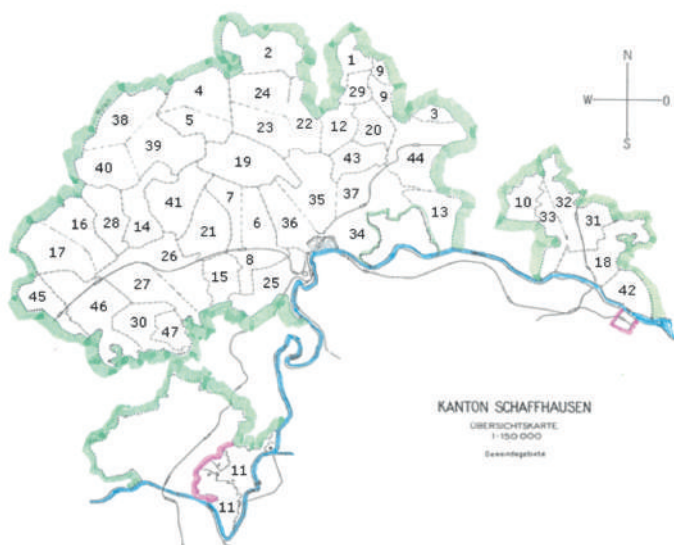 N
W O
S
2
1 9
4 24 29 9
3
38 5 23 22 12 20
39 43 44
40 19
7 35 37
10 32
33 31
41 13
16 28 14 21 6 36
34
17 26 8 18
15 25
27 42
45 46
30 47
KANTON SCHAFFHAUSEN
ÜBERSICHTSKARTE
1-150 000
Gemeindegebiete
11
11